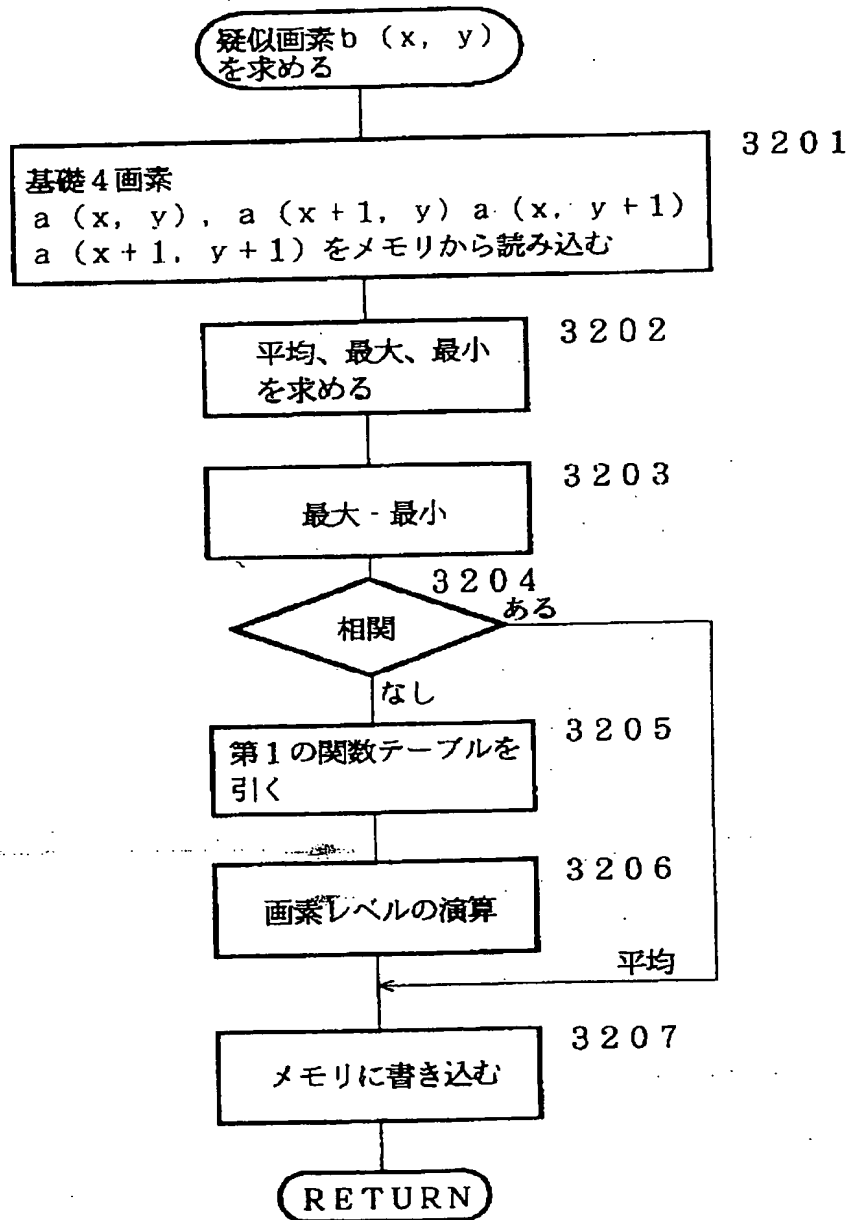 疑似画素b (x, y)
を求める
3201
基礎4画素
a (x, y), a (x+1, y) a (x, y+1)
a (x+1, y+1) をメモリから読み込む
3202
平均、最大、最小
を求める
3203
最大 - 最小
3204
ある
相関
なし
3205
第1の関数テーブルを
引く
3206
画素レベルの演算
平均
3207
メモリに書き込む
RETURN